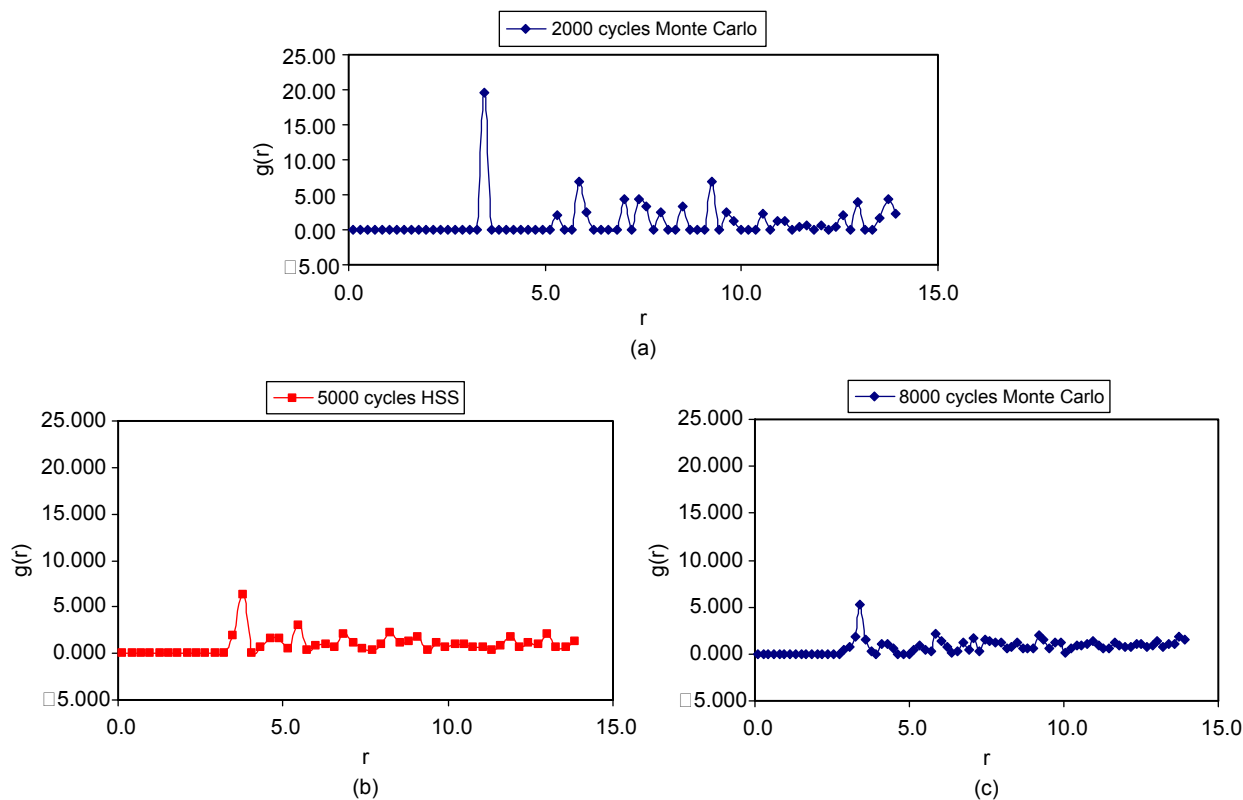 2000 cycles Monte Carlo
25.00
20.00
15.00
10.00
5.00
0.00
□5.00
g(r)
0.0 5.0 10.0 15.0
r
(a)
5000 cycles HSS
25.000
20.000
15.000
10.000
5.000
0.000
□5.000
g(r)
0.0 5.0 10.0 15.0
r
(b)
8000 cycles Monte Carlo
25.000
20.000
15.000
10.000
5.000
0.000
□5.000
g(r)
0.0 5.0 10.0 15.0
r
(c)